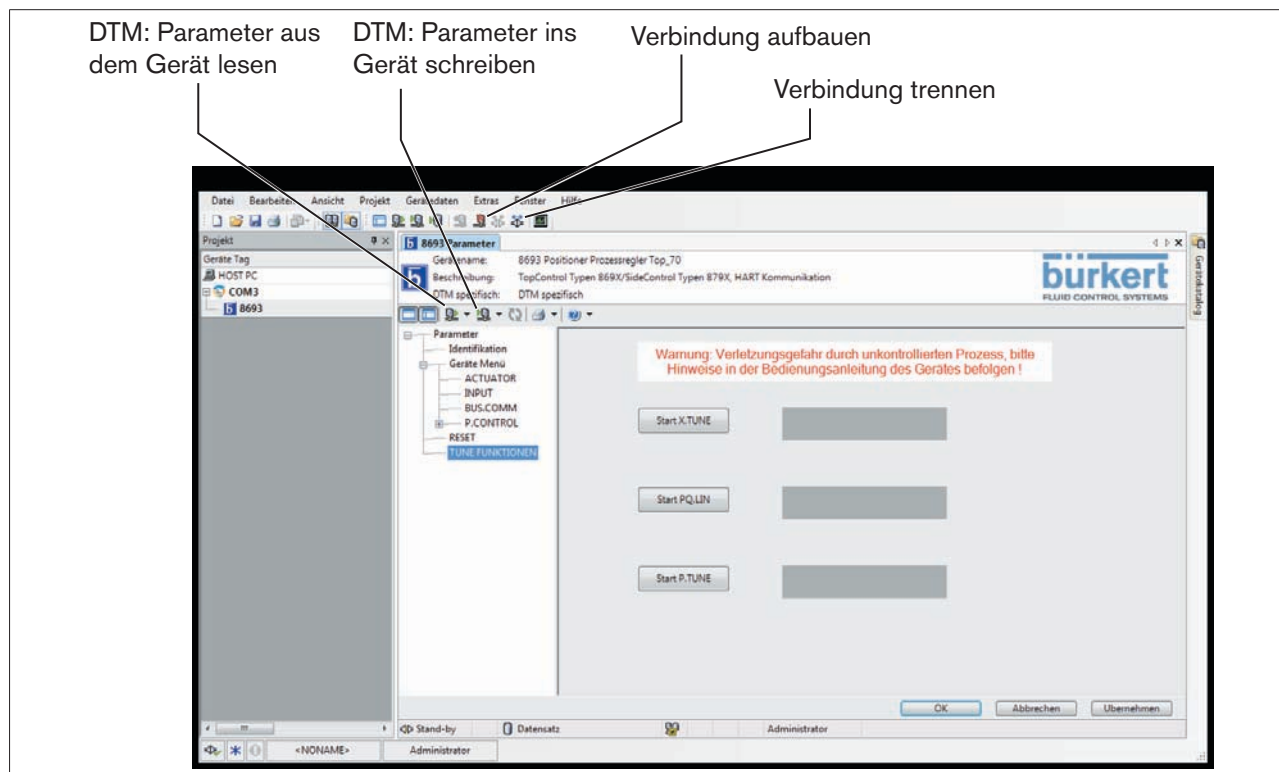 DTM: Parameter aus
dem Gerät lesen
DTM: Parameter ins
Gerät schreiben
Verbindung aufbauen
Verbindung trennen
Datei Bearbeiten Ansicht Projekt Gerätedaten Extras Fenster Hilfe
Projekt
Geräte Tag
HOST PC
COM3
8693
8693 Parameter
Gerätename: 8693 Positioner Prozessregler Top_70
Beschreibung: TopControl Typen 869X/SideControl Typen 879X, HART Kommunikation
DTM spezifisch: DTM spezifisch
bürkert
FLUID CONTROL SYSTEMS
Gerätekatalog
Parameter
Identifikation
Geräte Menü
ACTUATOR
INPUT
BUS.COMM
P.CONTROL
RESET
TUNE FUNKTIONEN
Warnung: Verletzungsgefahr durch unkontrollierten Prozess, bitte
Hinweise in der Bedienungsanleitung des Gerätes befolgen !
Start X.TUNE
Start PQ.LIN
Start P.TUNE
OK Abbrechen Übernehmen
Stand-by Datensatz Administrator
<NONAME> Administrator